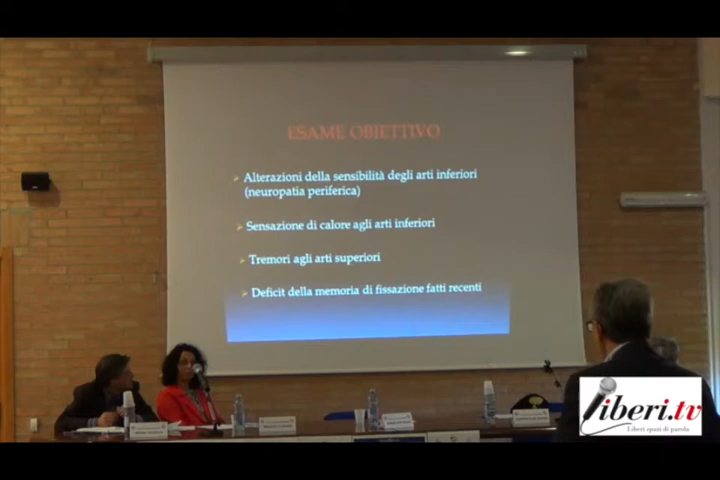 ESAME OBIETTIVO
Alterazioni della sensibilità degli arti inferiori
(neuropatia periferica)
Sensazione di calore agli arti inferiori
Tremori agli arti superiori
Deficit della memoria di fissazione fatti recenti
liberi.tv
Liberi spazi di parola